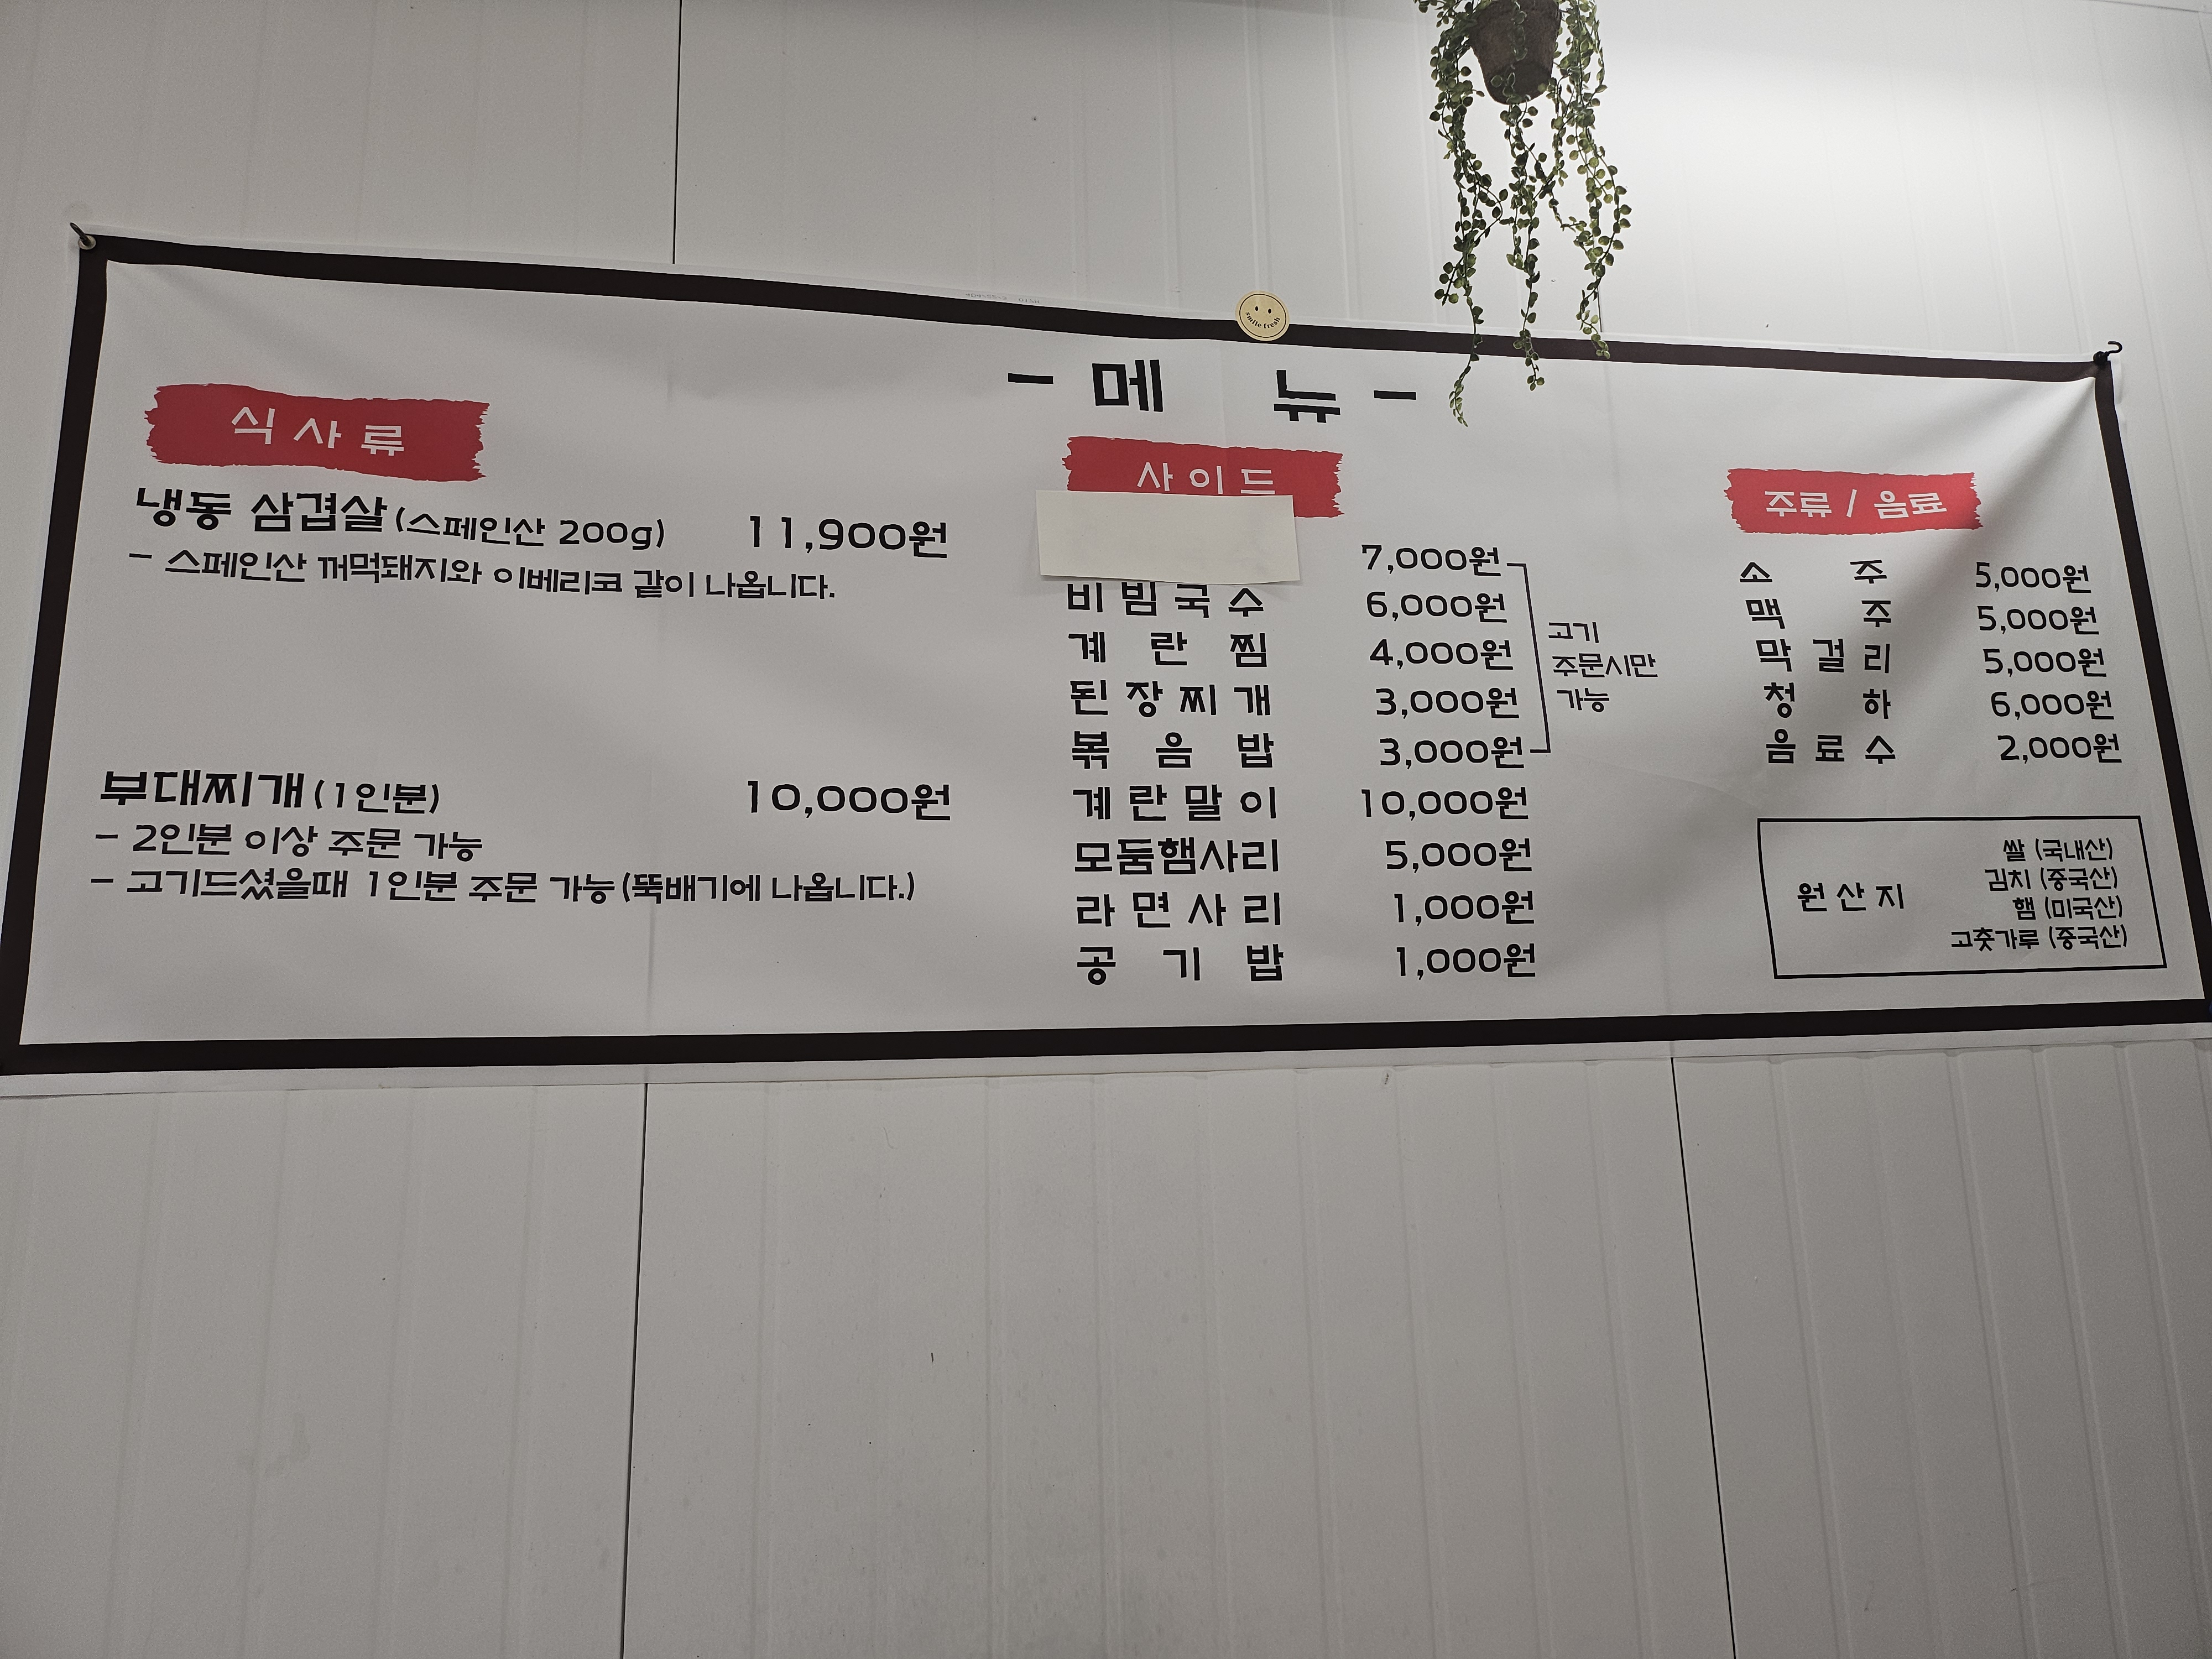 smile fresh
- 메 뉴 -
식사류
냉동 삼겹살 (스페인산 200g) 11,900원
- 스페인산 꺼먹돼지와 이베리코 같이 나옵니다.
부대찌개 (1인분) 10,000원
- 2인분 이상 주문 가능
- 고기드셨을때 1인분 주문 가능 (뚝배기에 나옵니다.)
사이드
7,000원
비빔국수 6,000원
계란찜 4,000원
된장찌개 3,000원
볶음밥 3,000원
고기
주문시만
가능
계란말이 10,000원
모둠햄사리 5,000원
라면사리 1,000원
공기밥 1,000원
주류 / 음료
소주 5,000원
맥주 5,000원
막걸리 5,000원
청하 6,000원
음료수 2,000원
원산지
쌀 (국내산)
김치 (중국산)
햄 (미국산)
고춧가루 (중국산)